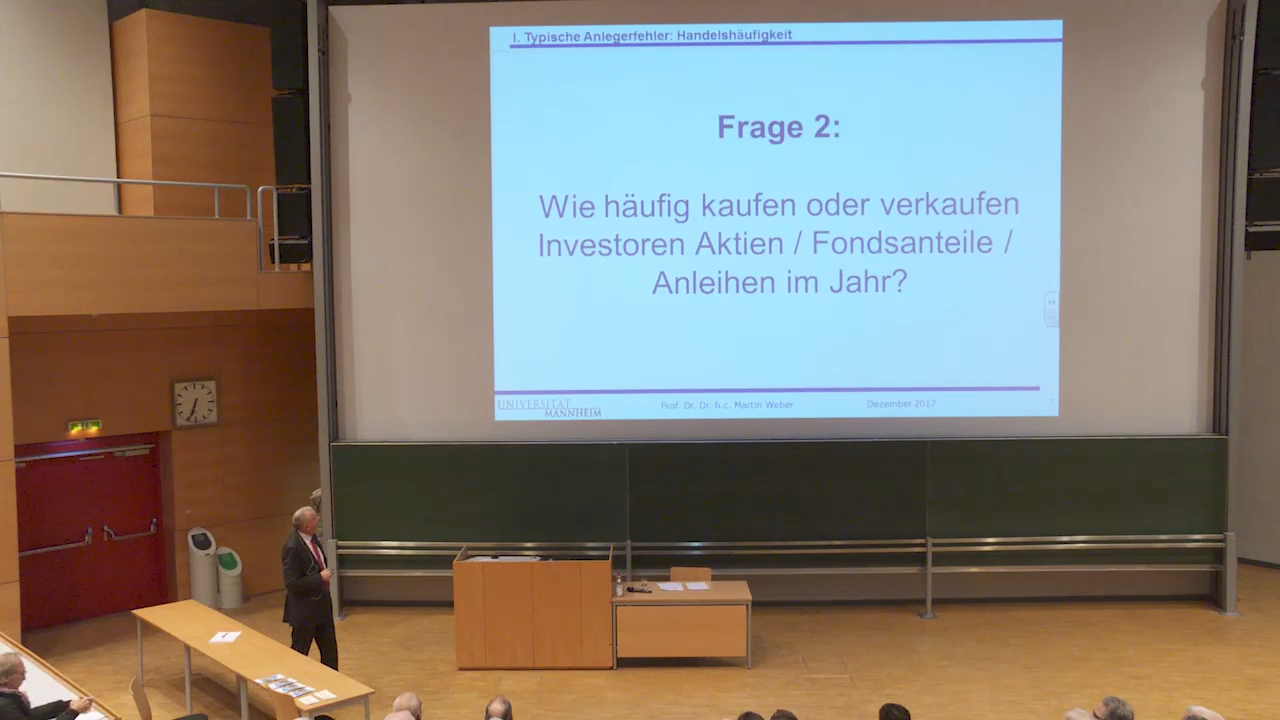 I. Typische Anlegerfehler: Handelshäufigkeit
Frage 2:
Wie häufig kaufen oder verkaufen
Investoren Aktien / Fondsanteile /
Anleihen im Jahr?
UNIVERSITÄT
MANNHEIM
Prof. Dr. Dr. h.c. Martin Weber
Dezember 2017